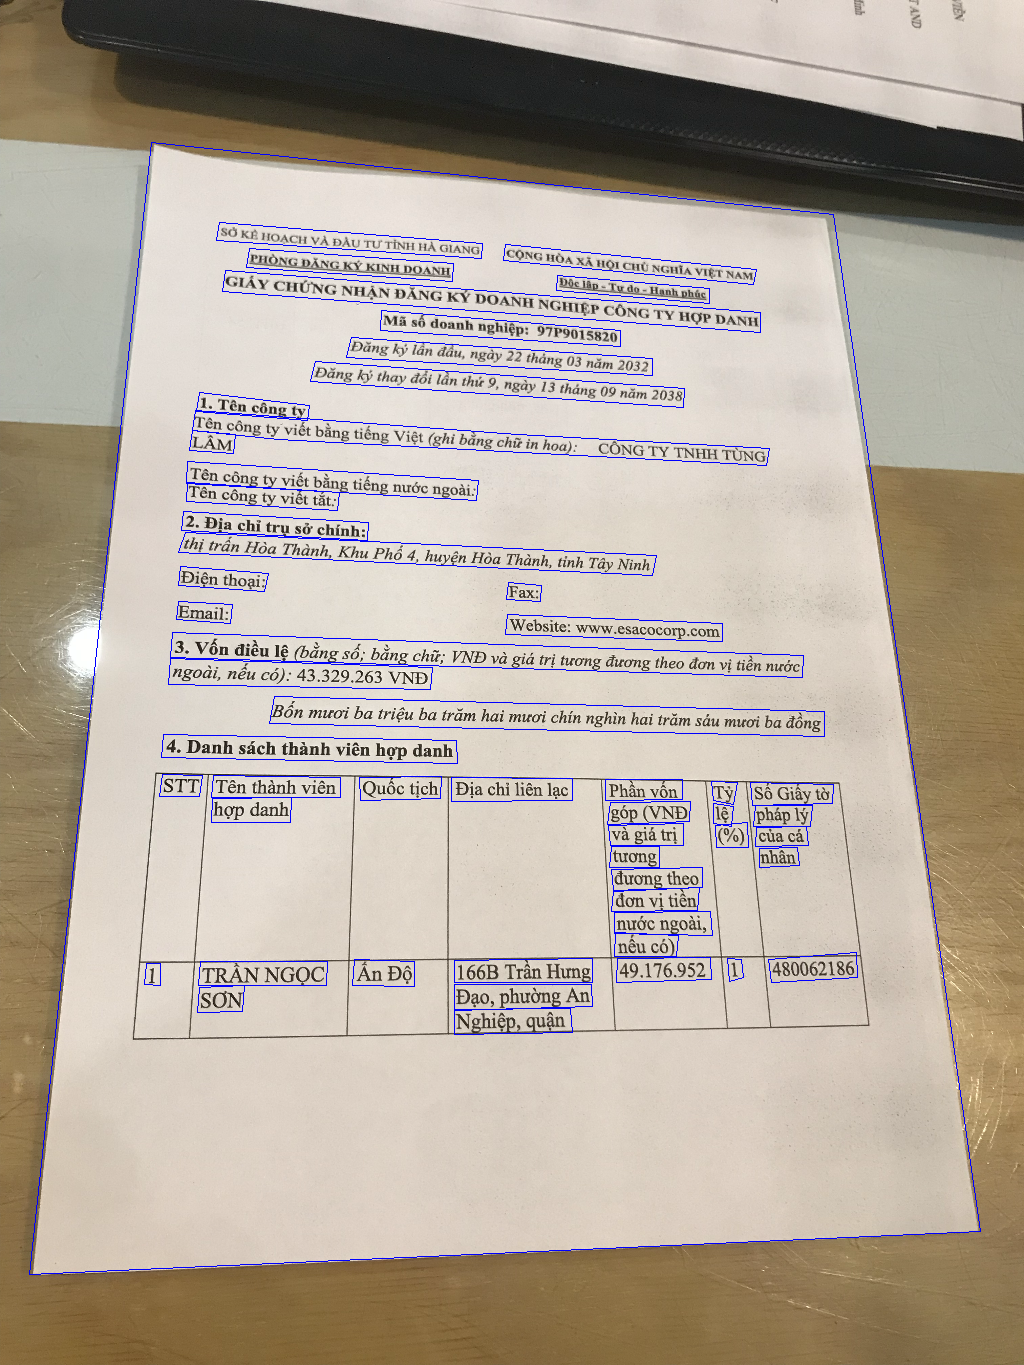 SỞ KẾ HOẠCH VÀ ĐẦU TƯ TỈNH HÀ GIANG
PHÒNG ĐĂNG KÝ KINH DOANH
CỘNG HÒA XÃ HỘI CHỦ NGHĨA VIỆT NAM
Độc lập - Tự do - Hạnh phúc
GIẤY CHỨNG NHẬN ĐĂNG KÝ DOANH NGHIỆP CÔNG TY HỢP DANH
Mã số doanh nghiệp: 97P9015820
Đăng ký lần đầu, ngày 22 tháng 03 năm 2032
Đăng ký thay đổi lần thứ 9, ngày 13 tháng 09 năm 2038
1. Tên công ty
Tên công ty viết bằng tiếng Việt (ghi bằng chữ in hoa): CÔNG TY TNHH TÙNG
LÂM
Tên công ty viết bằng tiếng nước ngoài:
Tên công ty viết tắt:
2. Địa chỉ trụ sở chính:
thị trấn Hòa Thành, Khu Phố 4, huyện Hòa Thành, tỉnh Tây Ninh
Điện thoại:
Fax:
Email:
Website: www.esacocorp.com
3. Vốn điều lệ (bằng số; bằng chữ; VNĐ và giá trị tương đương theo đơn vị tiền nước
ngoài, nếu có): 43.329.263 VNĐ
Bốn mươi ba triệu ba trăm hai mươi chín nghìn hai trăm sáu mươi ba đồng
4. Danh sách thành viên hợp danh
STT
Tên thành viên
hợp danh
Quốc tịch
Địa chỉ liên lạc
Phần vốn
góp (VNĐ
và giá trị
tương
đương theo
đơn vị tiền
nước ngoài,
nếu có)
Tỷ
lệ
(%)
Số Giấy tờ
pháp lý
của cá
nhân
1
TRẦN NGỌC
SƠN
Ấn Độ
166B Trần Hưng
Đạo, phường An
Nghiệp, quận
49.176.952
1
480062186